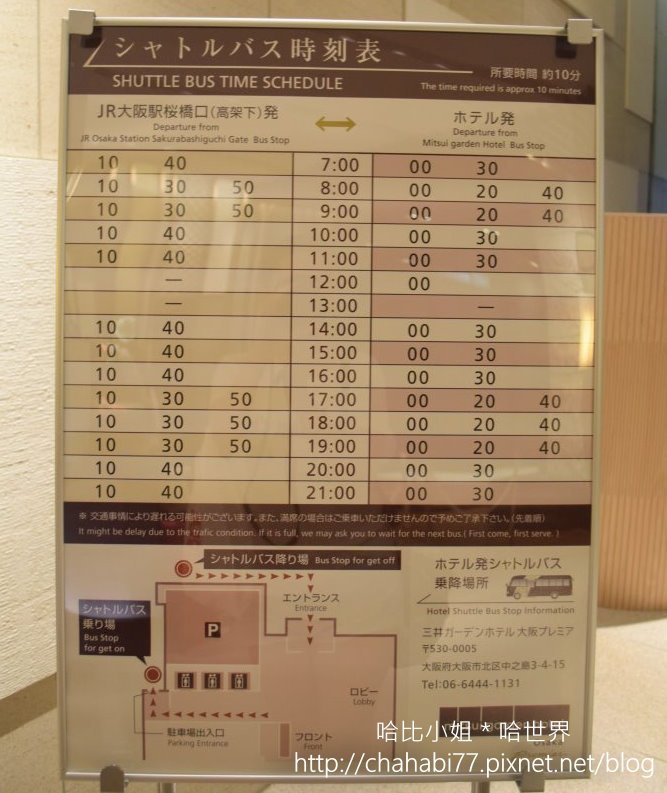 シャトルバス時刻表
SHUTTLE BUS TIME SCHEDULE
所要時間 約10分
The time required is approx 10 minutes
JR大阪駅桜橋口(高架下)発
Departure from
JR Osaka Station Sakurabashiguchi Gate Bus Stop
ホテル発
Departure from
Mitsui garden Hotel Bus Stop
10 40 7:00 00 30
10 30 50 8:00 00 20 40
10 30 50 9:00 00 20 40
10 40 10:00 00 30
10 40 11:00 00 30
— 12:00 00
— 13:00 —
10 40 14:00 00 30
10 40 15:00 00 30
10 40 16:00 00 30
10 30 50 17:00 00 20 40
10 30 50 18:00 00 20 40
10 30 50 19:00 00 20 40
10 40 20:00 00 30
10 40 21:00 00 30
※ 交通事情により遅れる可能性がございます。また、満席の場合はご乗車いただけませんので予めご了承下さい。(先着順)
It might be delay due to the trafic condition. If it is full, we may ask you to wait for the next bus.( First come, first serve. )
シャトルバス降り場 Bus Stop for get off
エントランス
Entrance
シャトルバス
乗り場
Bus Stop
for get on
P
ロビー
Lobby
駐車場出入口
Parking Entrance
フロント
Front
ホテル発シャトルバス
乗降場所
Hotel Shuttle Bus Stop Information
三井ガーデンホテル 大阪プレミア
〒530-0005
大阪府大阪市北区中之島3-4-15
Tel:06-6444-1131
Osaka
哈比小姐 * 哈世界
http://chahabi77.pixnet.net/blog